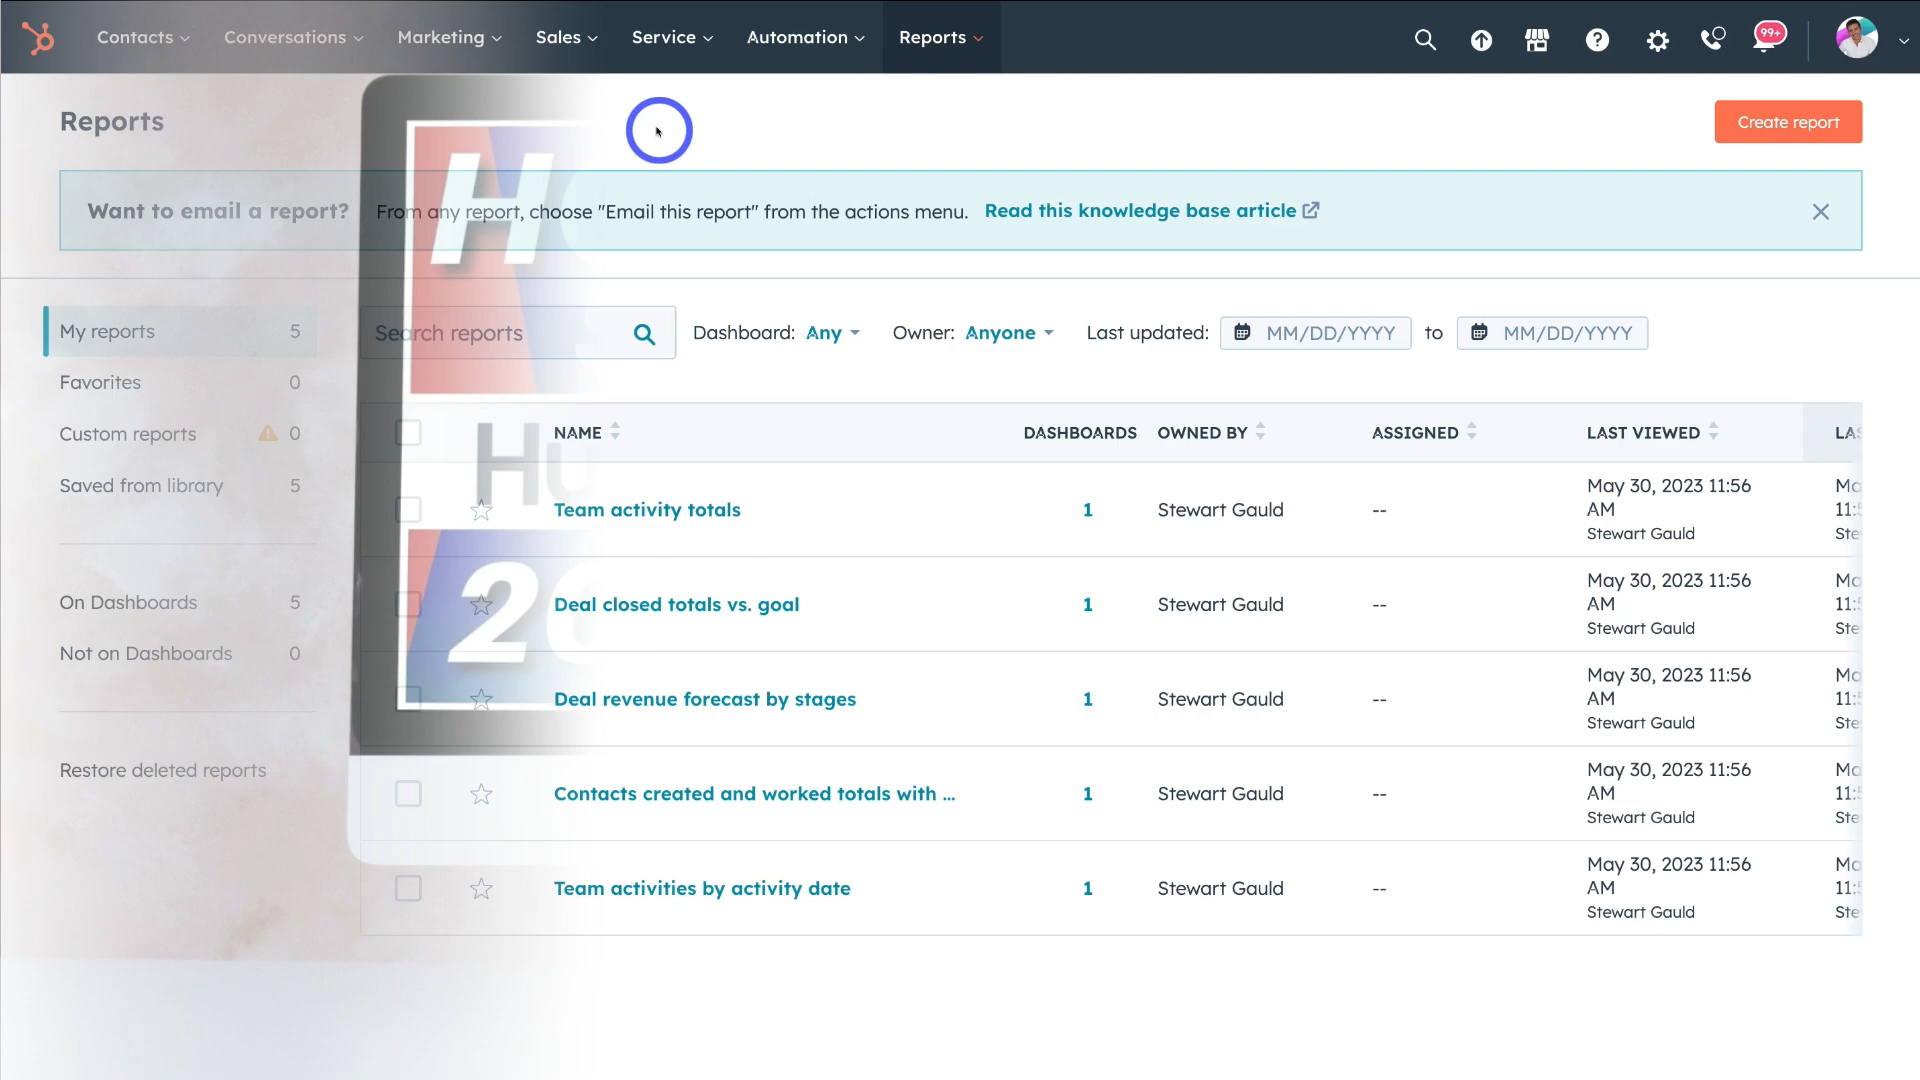 Contacts
Conversations
Marketing
Sales
Service
Automation
Reports
99+
Reports
Create report
Want to email a report? From any report, choose "Email this report" from the actions menu. Read this knowledge base article
My reports 5
Favorites 0
Custom reports 0
Saved from library 5
On Dashboards 5
Not on Dashboards 0
Restore deleted reports
Search reports
Dashboard: Any
Owner: Anyone
Last updated: MM/DD/YYYY to MM/DD/YYYY
NAME DASHBOARDS OWNED BY ASSIGNED LAST VIEWED
Team activity totals 1 Stewart Gauld -- May 30, 2023 11:56 AM Stewart Gauld
Deal closed totals vs. goal 1 Stewart Gauld -- May 30, 2023 11:56 AM Stewart Gauld
Deal revenue forecast by stages 1 Stewart Gauld -- May 30, 2023 11:56 AM Stewart Gauld
Contacts created and worked totals with ... 1 Stewart Gauld -- May 30, 2023 11:56 AM Stewart Gauld
Team activities by activity date 1 Stewart Gauld -- May 30, 2023 11:56 AM Stewart Gauld